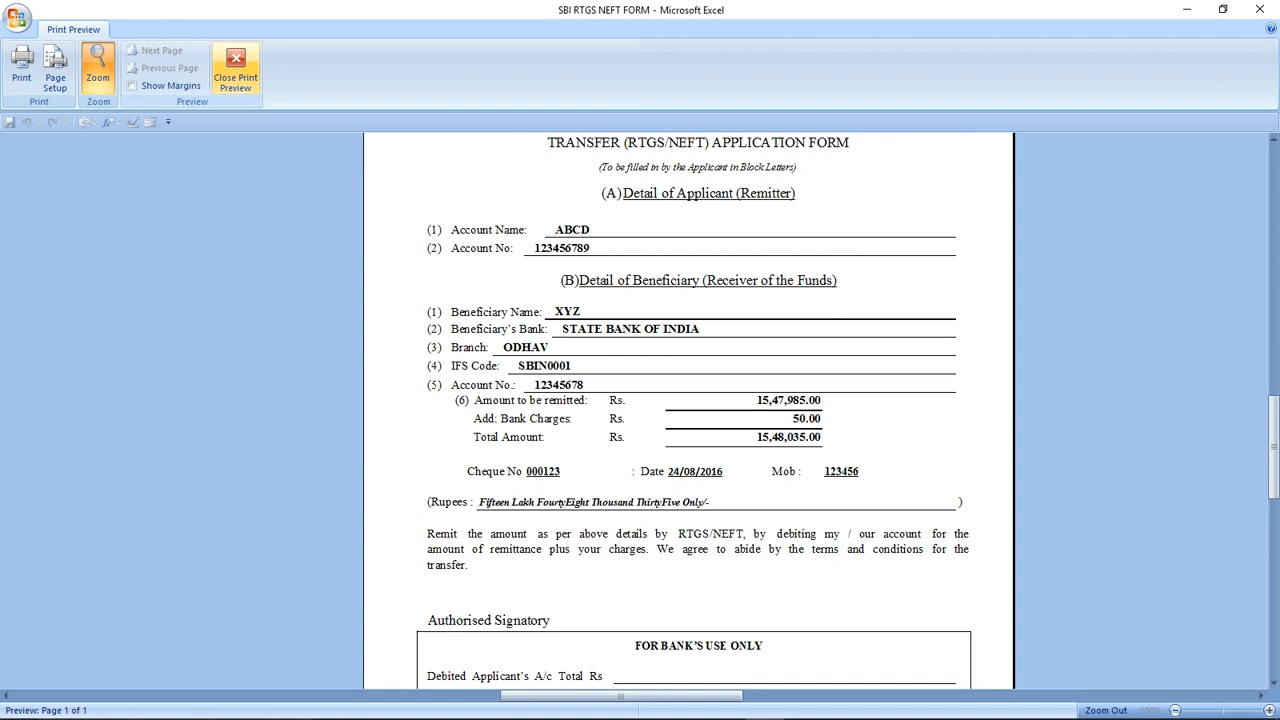 SBI RTGS NEFT FORM - Microsoft Excel
Print Preview
Print
Page Setup
Zoom
Next Page
Previous Page
Show Margins
Close Print Preview
Print
Zoom
Preview
TRANSFER (RTGS/NEFT) APPLICATION FORM
(To be filled in by the Applicant in Block Letters)
(A) Detail of Applicant (Remitter)
(1) Account Name: ABCD
(2) Account No: 123456789
(B)Detail of Beneficiary (Receiver of the Funds)
(1) Beneficiary Name: XYZ
(2) Beneficiary's Bank: STATE BANK OF INDIA
(3) Branch: ODHAV
(4) IFS Code: SBIN0001
(5) Account No.: 12345678
(6) Amount to be remitted: Rs. 15,47,985.00
Add: Bank Charges: Rs. 50.00
Total Amount: Rs. 15,48,035.00
Cheque No 000123 : Date 24/08/2016 Mob : 123456
(Rupees : Fifteen Lakh FourtyEight Thousand ThirtyFive Only/- )
Remit the amount as per above details by RTGS/NEFT, by debiting my / our account for the
amount of remittance plus your charges. We agree to abide by the terms and conditions for the
transfer.
Authorised Signatory
FOR BANK'S USE ONLY
Debited Applicant's A/c Total Rs
Preview: Page 1 of 1
Zoom Out 100%